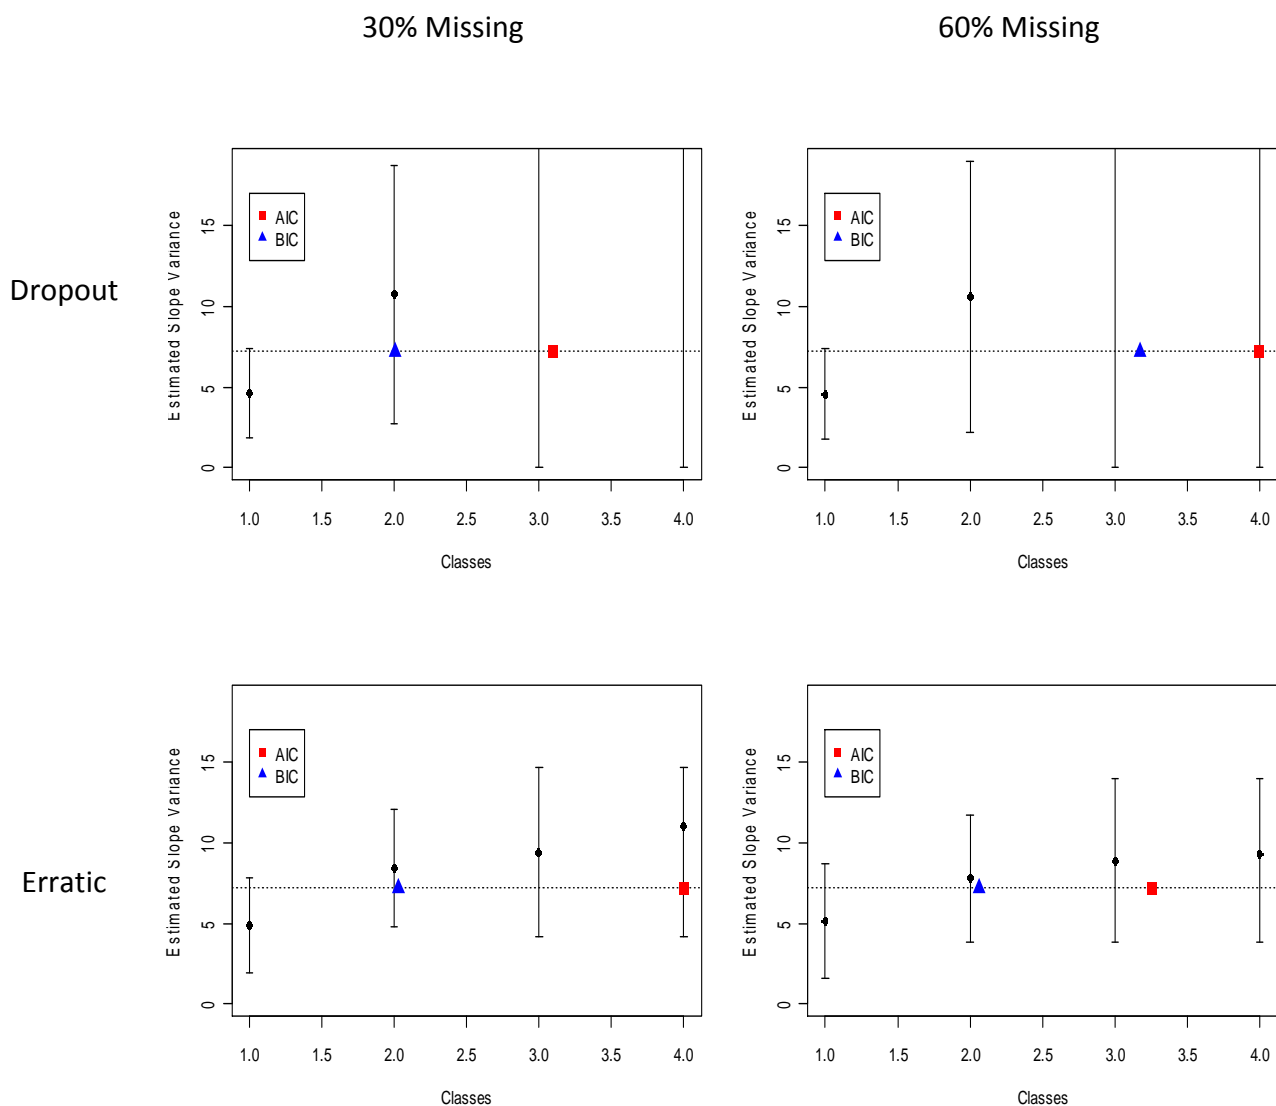 30% Missing 60% Missing
Dropout
Estimated Slope Variance
0 5 10 15
AIC
BIC
1.0 1.5 2.0 2.5 3.0 3.5 4.0
Classes
Estimated Slope Variance
0 5 10 15
AIC
BIC
1.0 1.5 2.0 2.5 3.0 3.5 4.0
Classes
Erratic
Estimated Slope Variance
0 5 10 15
AIC
BIC
1.0 1.5 2.0 2.5 3.0 3.5 4.0
Classes
Estimated Slope Variance
0 5 10 15
AIC
BIC
1.0 1.5 2.0 2.5 3.0 3.5 4.0
Classes